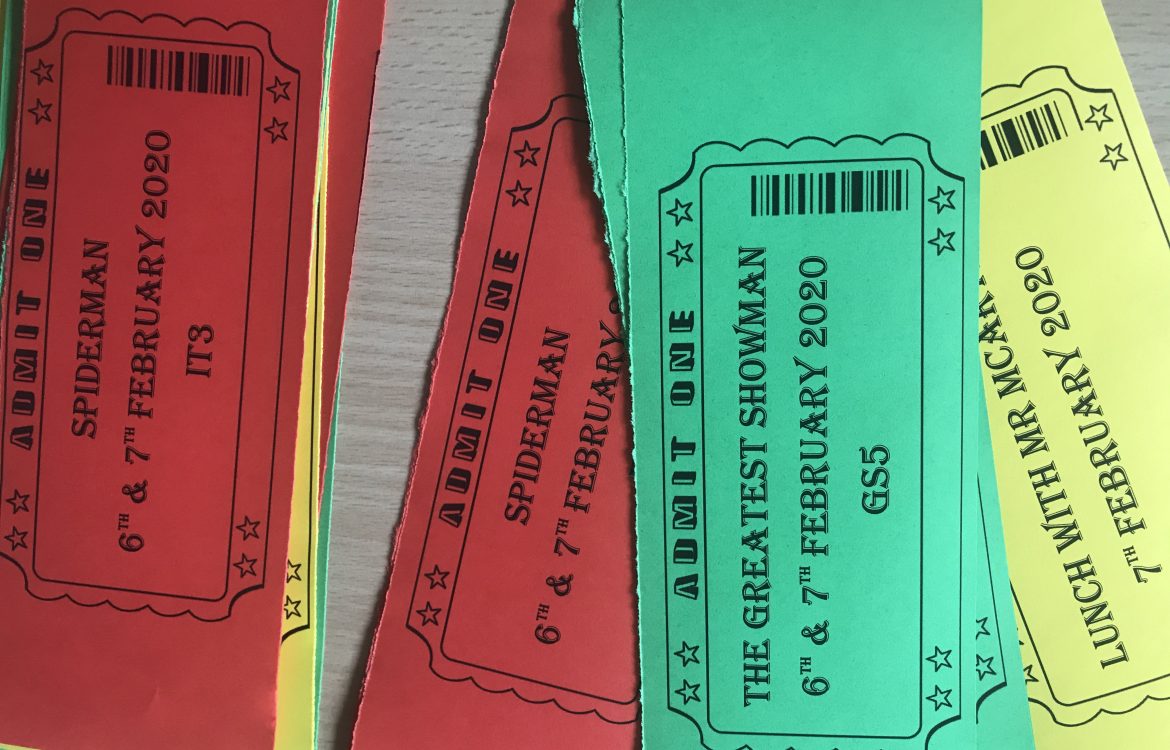 ADMIT ONE
SPIDERMAN
6TH & 7TH FEBRUARY 2020
IT3
ADMIT ONE
SPIDERMAN
6TH & 7TH FEBRUARY
ADMIT ONE
THE GREATEST SHOWMAN
6TH & 7TH FEBRUARY 2020
GS5
LUNCH WITH MR
7TH FEBRUARY 2020